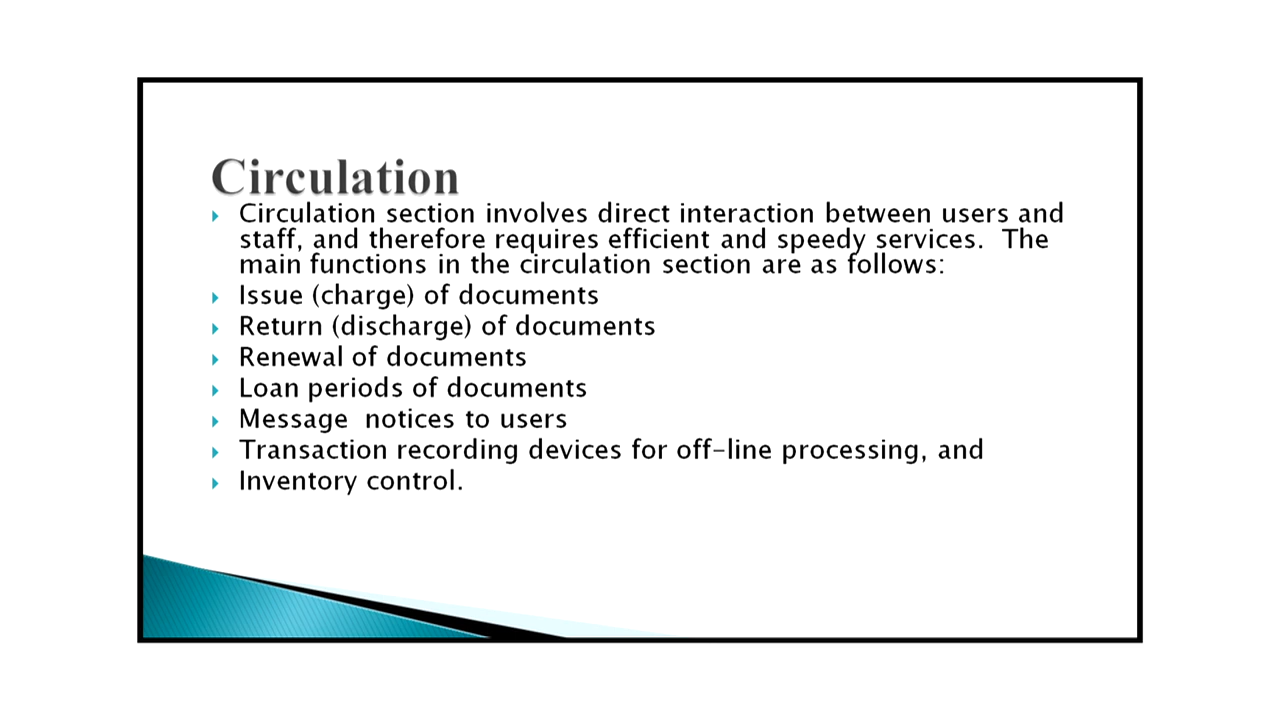 Circulation
Circulation section involves direct interaction between users and
staff, and therefore requires efficient and speedy services.  The
main functions in the circulation section are as follows:
Issue (charge) of documents
Return (discharge) of documents
Renewal of documents
Loan periods of documents
Message  notices to users
Transaction recording devices for off-line processing, and
Inventory control.